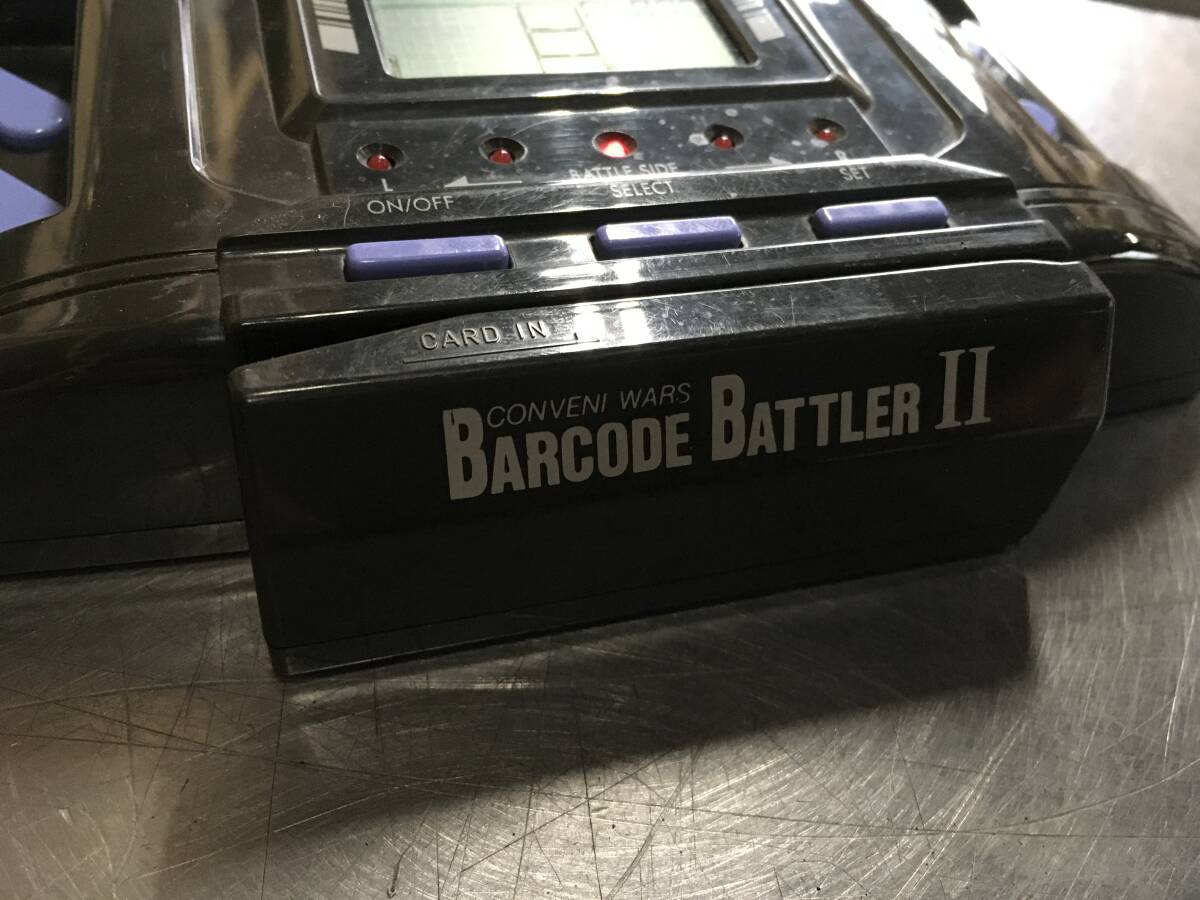 L BATTLE SIDE R
ON/OFF SELECT SET
CARD IN
CONVENI WARS
BARCODE BATTLER II